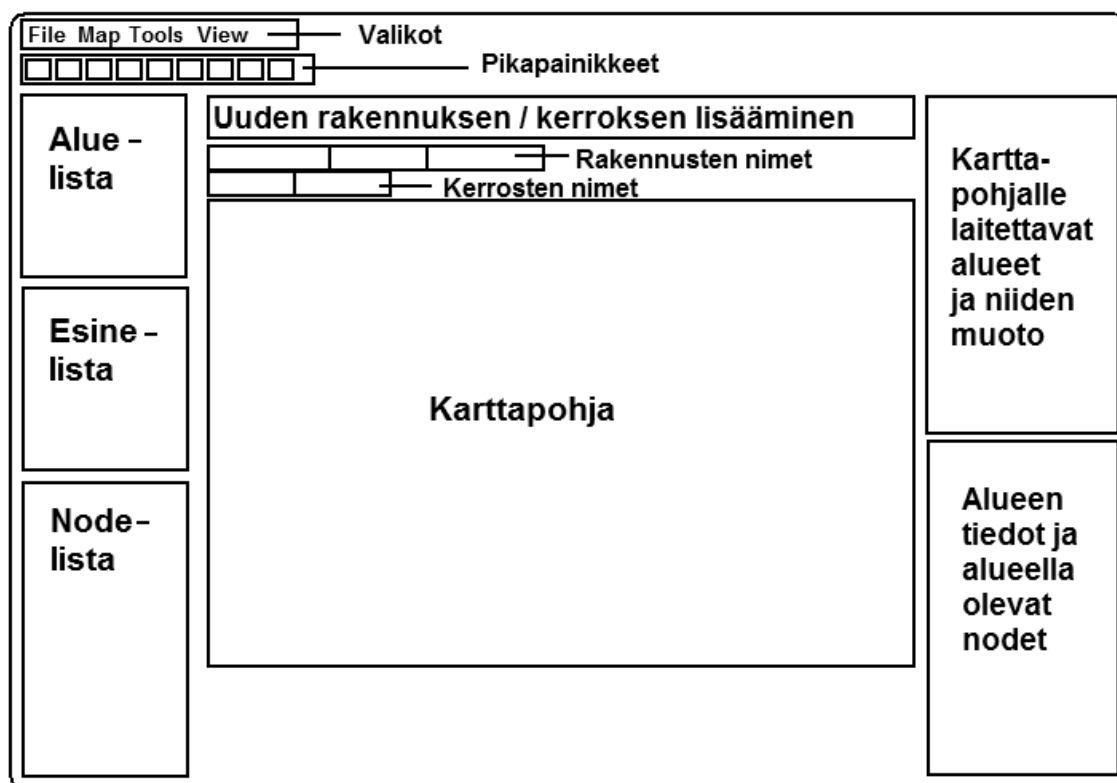 File Map Tools View
Valikot
Pikapainikkeet
Alue –
lista
Esine –
lista
Node –
lista
Uuden rakennuksen / kerroksen lisääminen
Rakennusten nimet
Kerrosten nimet
Karttapohja
Kartta-
pohjalle
laitettavat
alueet
ja niiden
muoto
Alueen
tiedot ja
alueella
olevat
nodet